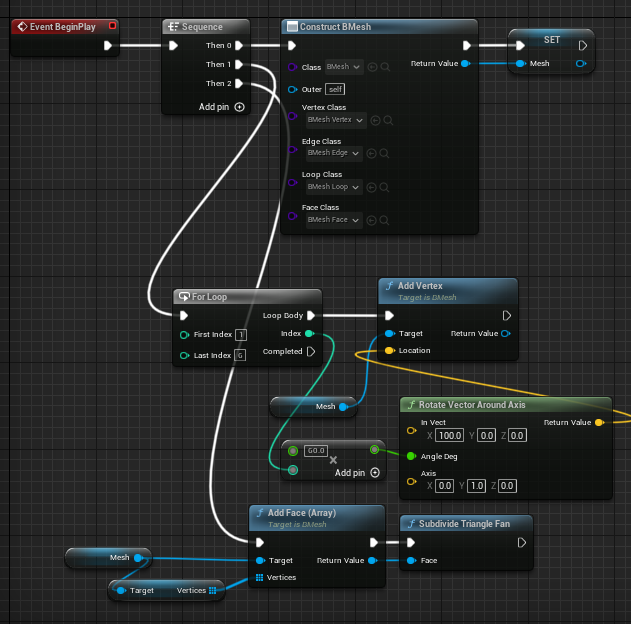 Event BeginPlay
Sequence
Then 0
Then 1
Then 2
Add pin
Construct BMesh
Class BMesh
Return Value
Outer self
Vertex Class
BMesh Vertex
Edge Class
BMesh Edge
Loop Class
BMesh Loop
Face Class
BMesh Face
SET
Mesh
For Loop
Loop Body
First Index 1
Index
Last Index 6
Completed
Add Vertex
Target is DMesh
Target
Return Value
Location
Mesh
60.0
Add pin
Rotate Vector Around Axis
In Vect
Return Value
X 100.0 Y 0.0 Z 0.0
Angle Deg
Axis
X 0.0 Y 1.0 Z 0.0
Add Face (Array)
Target is DMesh
Target
Return Value
Vertices
Subdivide Triangle Fan
Face
Mesh
Target
Vertices